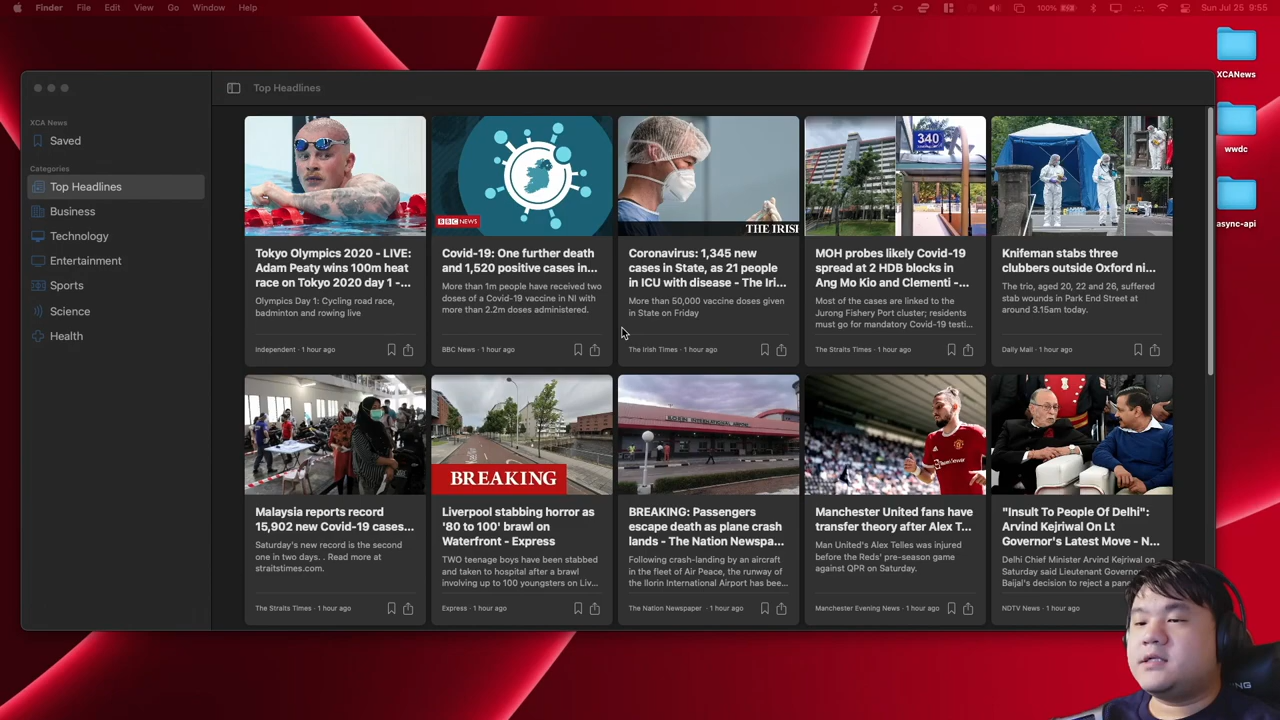 Finder File Edit View Go Window Help
100% Sun Jul 25 9:55
XCANews
wwdc
async-api
Top Headlines
XCA News
Saved
Categories
Top Headlines
Business
Technology
Entertainment
Sports
Science
Health
BBC NEWS
THE IRISH
340
Tokyo Olympics 2020 - LIVE:
Adam Peaty wins 100m heat
race on Tokyo 2020 day 1 -...
Olympics Day 1: Cycling road race,
badminton and rowing live
Independent · 1 hour ago
Covid-19: One further death
and 1,520 positive cases in...
More than 1m people have received two
doses of a Covid-19 vaccine in NI with
more than 2.2m doses administered.
BBC News · 1 hour ago
Coronavirus: 1,345 new
cases in State, as 21 people
in ICU with disease - The Iri...
More than 50,000 vaccine doses given
in State on Friday
The Irish Times · 1 hour ago
MOH probes likely Covid-19
spread at 2 HDB blocks in
Ang Mo Kio and Clementi -...
Most of the cases are linked to the
Jurong Fishery Port cluster; residents
must go for mandatory Covid-19 testi...
The Straits Times · 1 hour ago
Knifeman stabs three
clubbers outside Oxford ni...
The trio, aged 20, 22 and 26, suffered
stab wounds in Park End Street at
around 3.15am today.
Daily Mail · 1 hour ago
BREAKING
Malaysia reports record
15,902 new Covid-19 cases...
Saturday's new record is the second
one in two days. . Read more at
straitstimes.com.
The Straits Times · 1 hour ago
Liverpool stabbing horror as
'80 to 100' brawl on
Waterfront - Express
TWO teenage boys have been stabbed
and taken to hospital after a brawl
involving up to 100 youngsters on Liv...
Express · 1 hour ago
BREAKING: Passengers
escape death as plane crash
lands - The Nation Newspa...
Following crash-landing by an aircraft
in the fleet of Air Peace, the runway of
the Ilorin International Airport has bee...
The Nation Newspaper · 1 hour ago
Manchester United fans have
transfer theory after Alex T...
Man United's Alex Telles was injured
before the Reds' pre-season game
against QPR on Saturday.
Manchester Evening News · 1 hour ago
"Insult To People Of Delhi":
Arvind Kejriwal On Lt
Governor's Latest Move - N...
Delhi Chief Minister Arvind Kejriwal on
Saturday said Lieutenant Governor
Baijal's decision to reject a
NDTV News · 1 hour ago